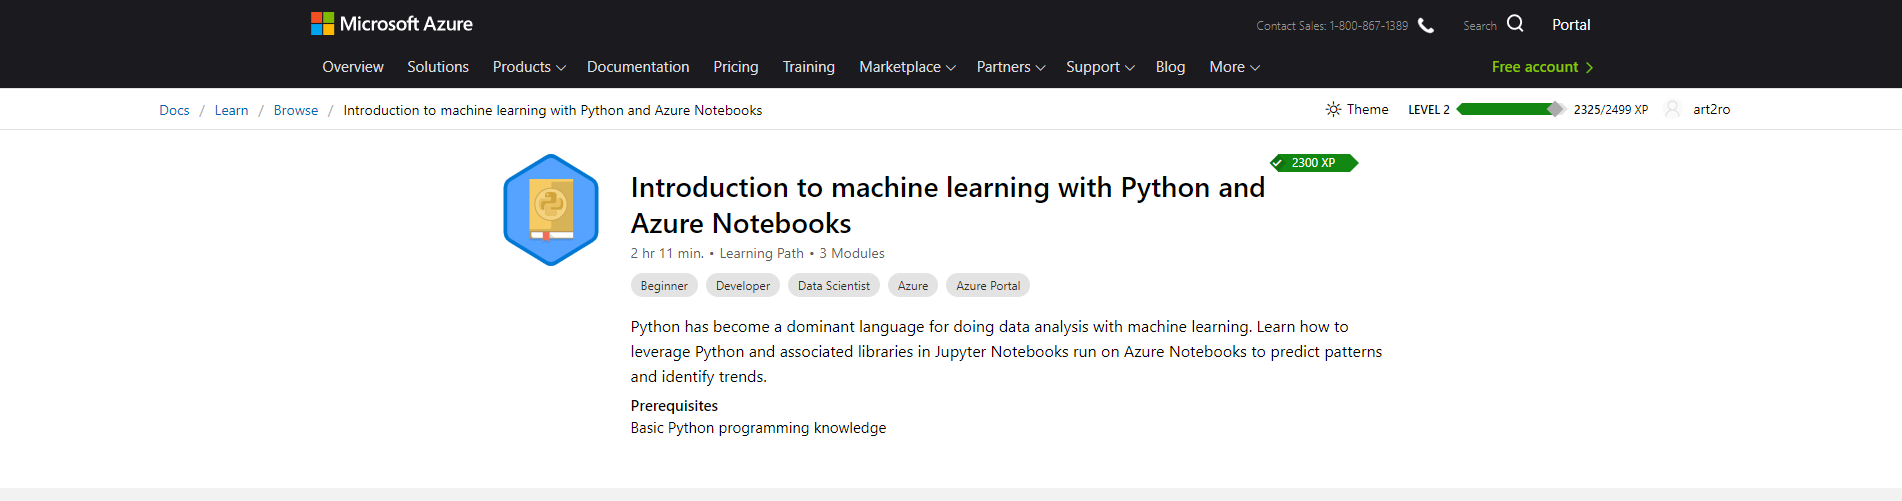 Microsoft Azure
Contact Sales: 1-800-867-1389
Search
Portal
Overview Solutions Products Documentation Pricing Training Marketplace Partners Support Blog More
Free account
Docs / Learn / Browse / Introduction to machine learning with Python and Azure Notebooks
Theme
LEVEL 2
2325/2499 XP
art2ro
2300 XP
Introduction to machine learning with Python and
Azure Notebooks
2 hr 11 min. • Learning Path • 3 Modules
Beginner Developer Data Scientist Azure Azure Portal
Python has become a dominant language for doing data analysis with machine learning. Learn how to
leverage Python and associated libraries in Jupyter Notebooks run on Azure Notebooks to predict patterns
and identify trends.
Prerequisites
Basic Python programming knowledge